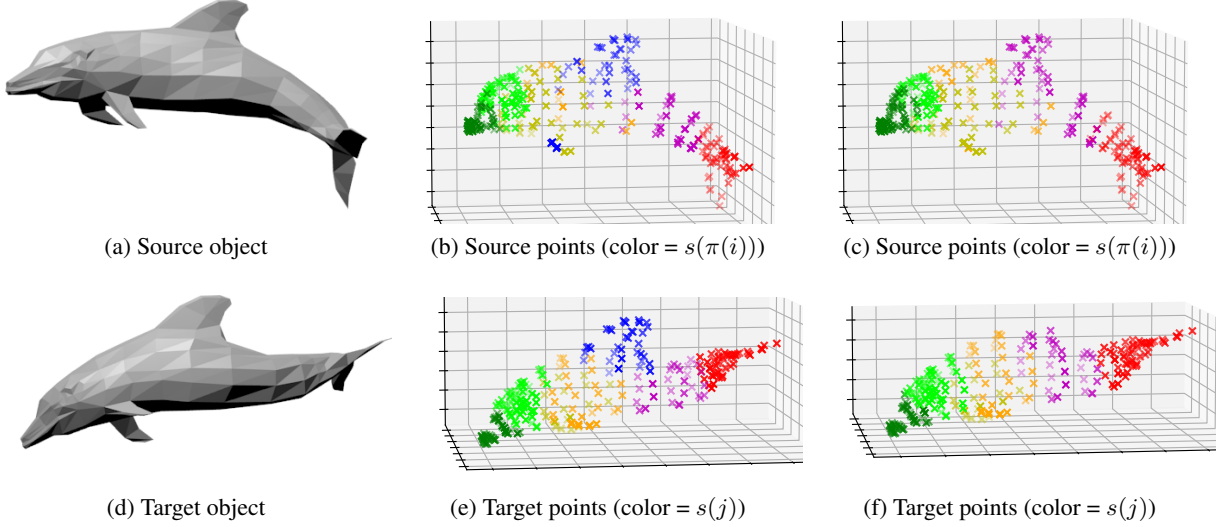 (a) Source object
(b) Source points (color = s(π(i)))
(c) Source points (color = s(π(i)))
(d) Target object
(e) Target points (color = s(j))
(f) Target points (color = s(j))